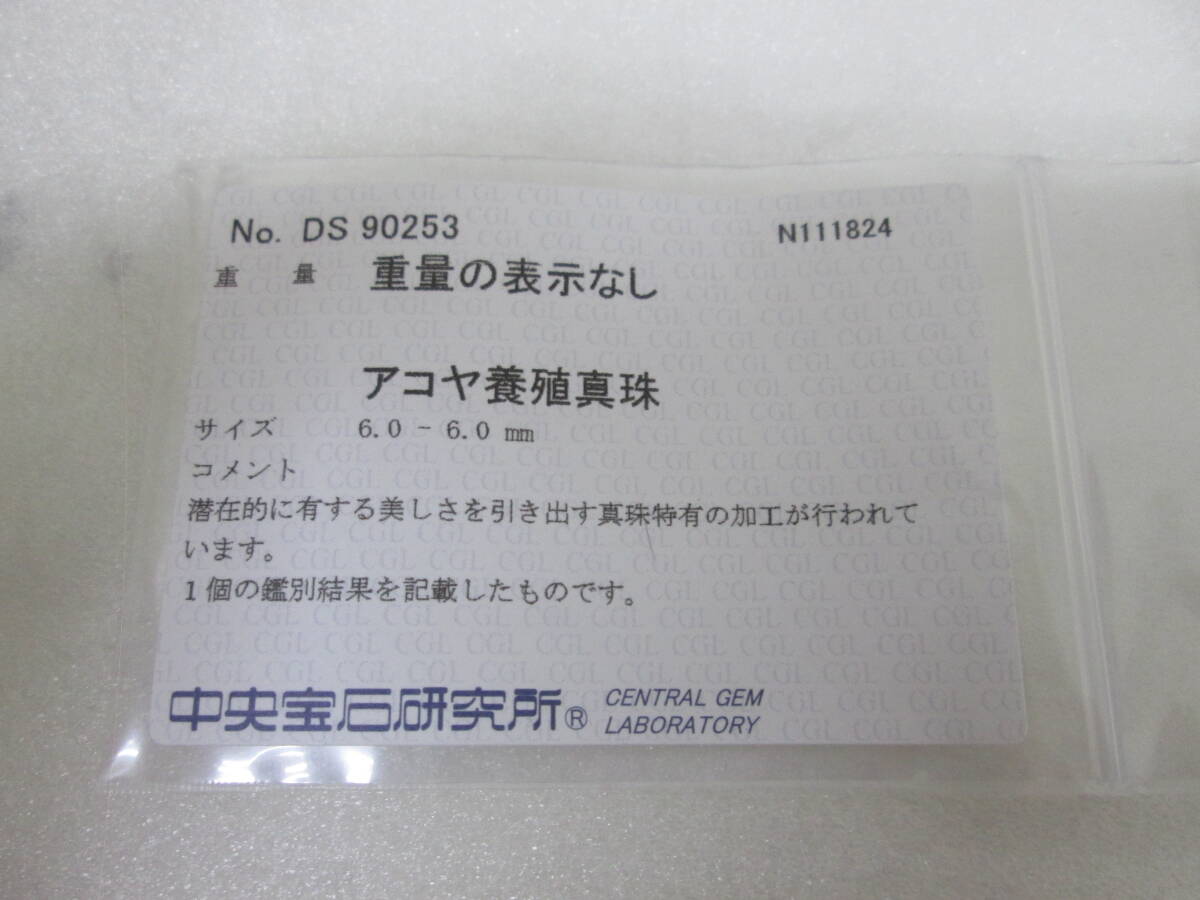 No. DS 90253 N111824
重 量 重量の表示なし
アコヤ養殖真珠
サイズ 6.0 - 6.0 mm
コメント
潜在的に有する美しさを引き出す真珠特有の加工が行われて
います。
1個の鑑別結果を記載したものです。
中央宝石研究所® CENTRAL GEM
LABORATORY